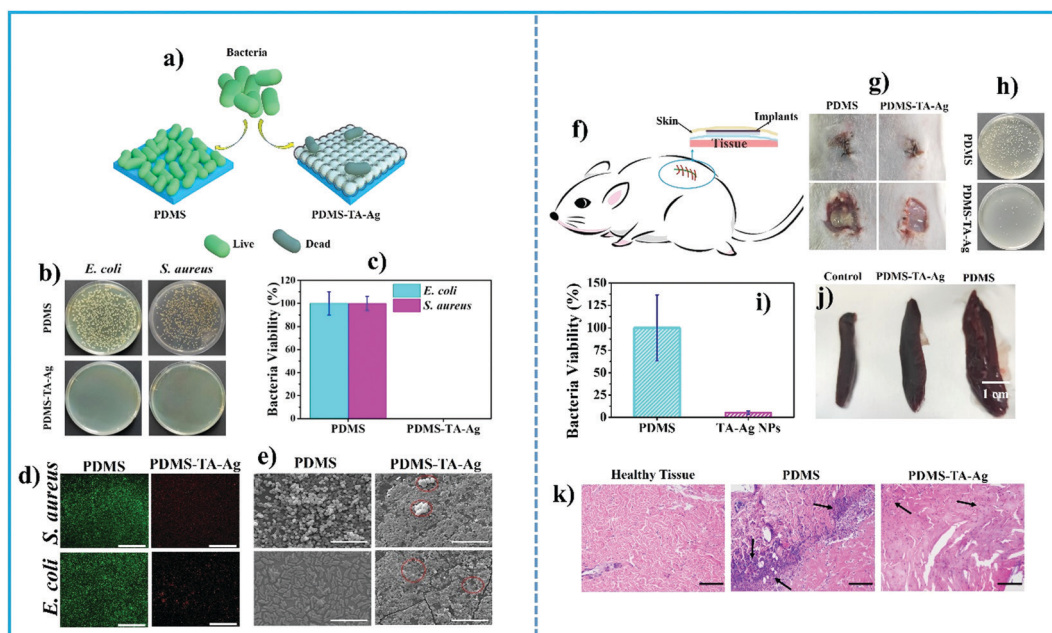 a)
Bacteria
PDMS
PDMS-TA-Ag
Live
Dead
b)
E. coli
S. aureus
PDMS
PDMS-TA-Ag
c)
Bacteria Viability (%)
120
100
80
60
40
20
0
E. coli
S. aureus
PDMS
PDMS-TA-Ag
d)
PDMS
PDMS-TA-Ag
S. aureus
E. coli
e)
PDMS
PDMS-TA-Ag
f)
Skin
Implants
Tissue
g)
PDMS
PDMS-TA-Ag
h)
PDMS
PDMS-TA-Ag
i)
Bacteria Viability (%)
150
125
100
75
50
25
0
PDMS
TA-Ag NPs
j)
Control
PDMS-TA-Ag
PDMS
1 cm
k)
Healthy Tissue
PDMS
PDMS-TA-Ag